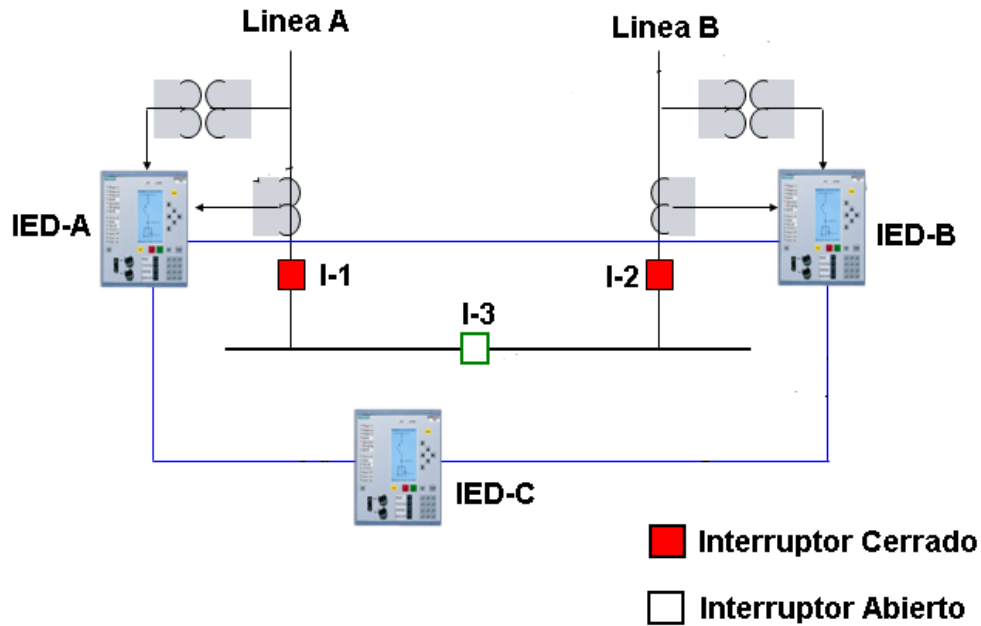 Linea A
Linea B
IED-A
IED-B
I-1
I-2
I-3
IED-C
Interruptor Cerrado
Interruptor Abierto